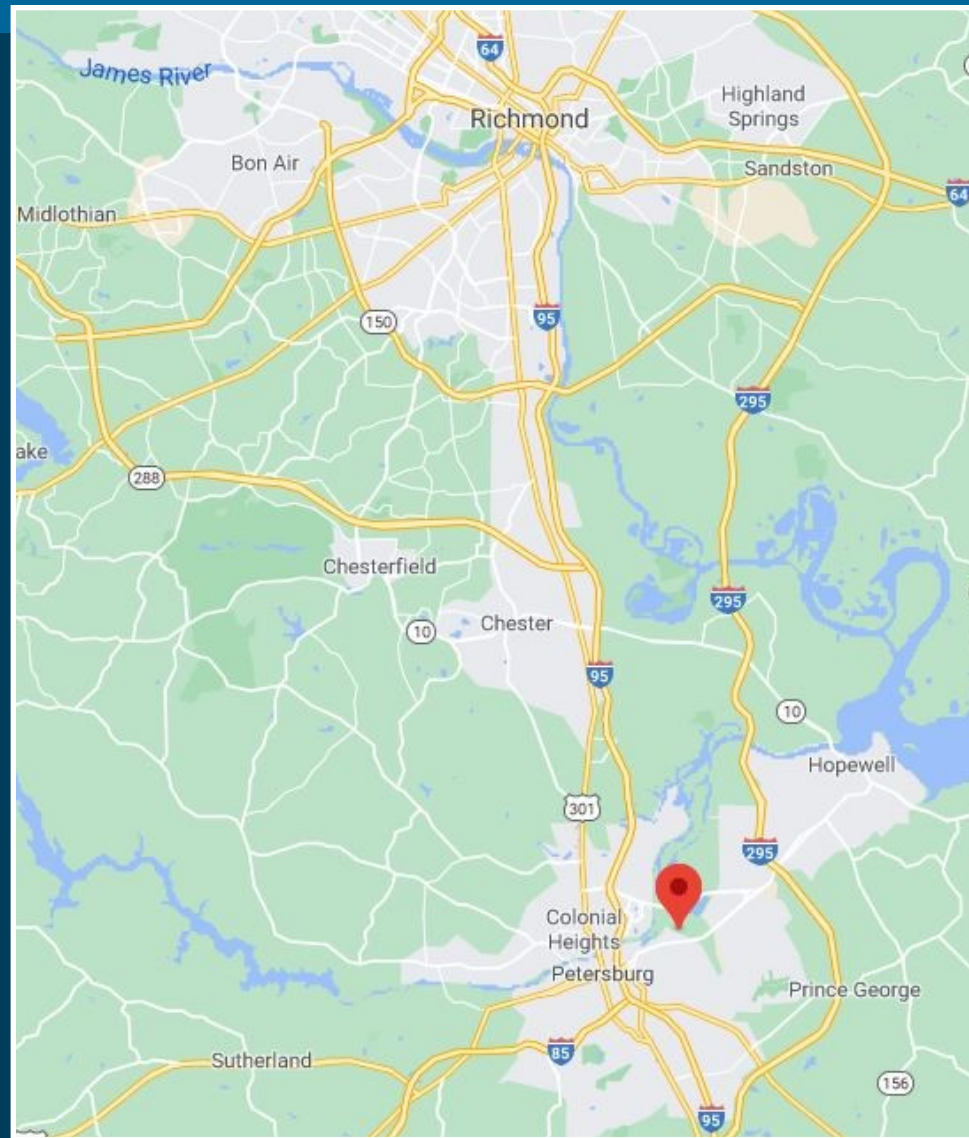 64
James River
Highland
Springs
Richmond
Bon Air
Sandston
64
Midlothian
150
95
295
ake
288
Chesterfield
295
10
Chester
95
10
Hopewell
301
295
Colonial
Heights
Petersburg
Prince George
85
Sutherland
156
95